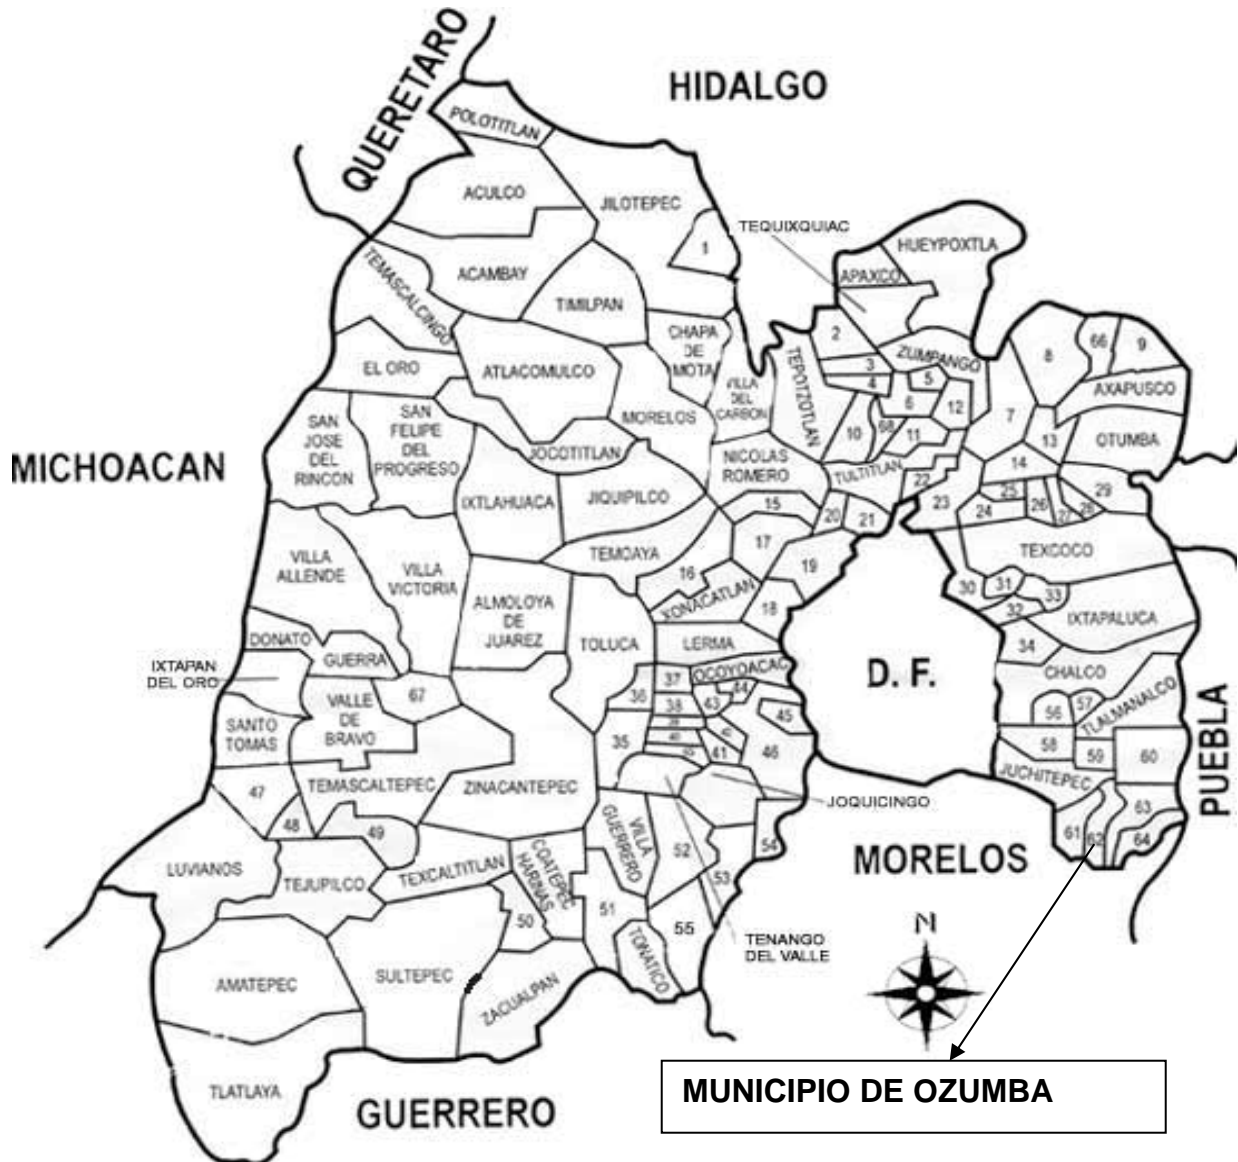 QUERETARO
HIDALGO
POLOTITLAN
ACULCO
JILOTEPEC
1
TEQUIXQUIAC
HUEYPOXTLA
APAXCO
TEMASCALCINGO
ACAMBAY
TIMILPAN
CHAPA
DE
MOTA
2
ZUMPANGO
8
66
9
3
4
5
AXAPUSCO
EL ORO
ATLACOMULCO
VILLA
DEL
CARBON
TEPOTZOTLAN
6
12
7
13
OTUMBA
SAN
JOSE
DEL
RINCON
SAN
FELIPE
DEL
PROGRESO
MORELOS
10
68
11
JOCOTITLAN
NICOLAS
ROMERO
TULTITLAN
22
14
MICHOACAN
IXTLAHUACA
JIQUIPILCO
15
20
21
23
24
25
26
27
28
29
VILLA
ALLENDE
VILLA
VICTORIA
TEMOAYA
17
19
TEXCOCO
16
30
31
32
33
ALMOLOYA
DE
JUAREZ
XONACATLAN
18
IXTAPALUCA
DONATO
GUERRA
TOLUCA
LERMA
34
IXTAPAN
DEL ORO
OCOYOACAC
D. F.
CHALCO
67
36
37
44
43
38
45
56
57
TLALMANALCO
SANTO
TOMAS
VALLE
DE
BRAVO
35
41
46
58
59
60
PUEBLA
47
TEMASCALTEPEC
ZINACANTEPEC
JUCHITEPEC
JOQUICINGO
48
49
VILLA
GUERRERO
52
54
61
62
63
64
LUVIANOS
TEJUPILCO
TEXCALTITLAN
COATEPEC
HARINAS
MORELOS
53
50
51
55
N
TENANGO
DEL VALLE
TONATICO
AMATEPEC
SULTEPEC
ZACUALPAN
TLATLAYA
GUERRERO
MUNICIPIO DE OZUMBA